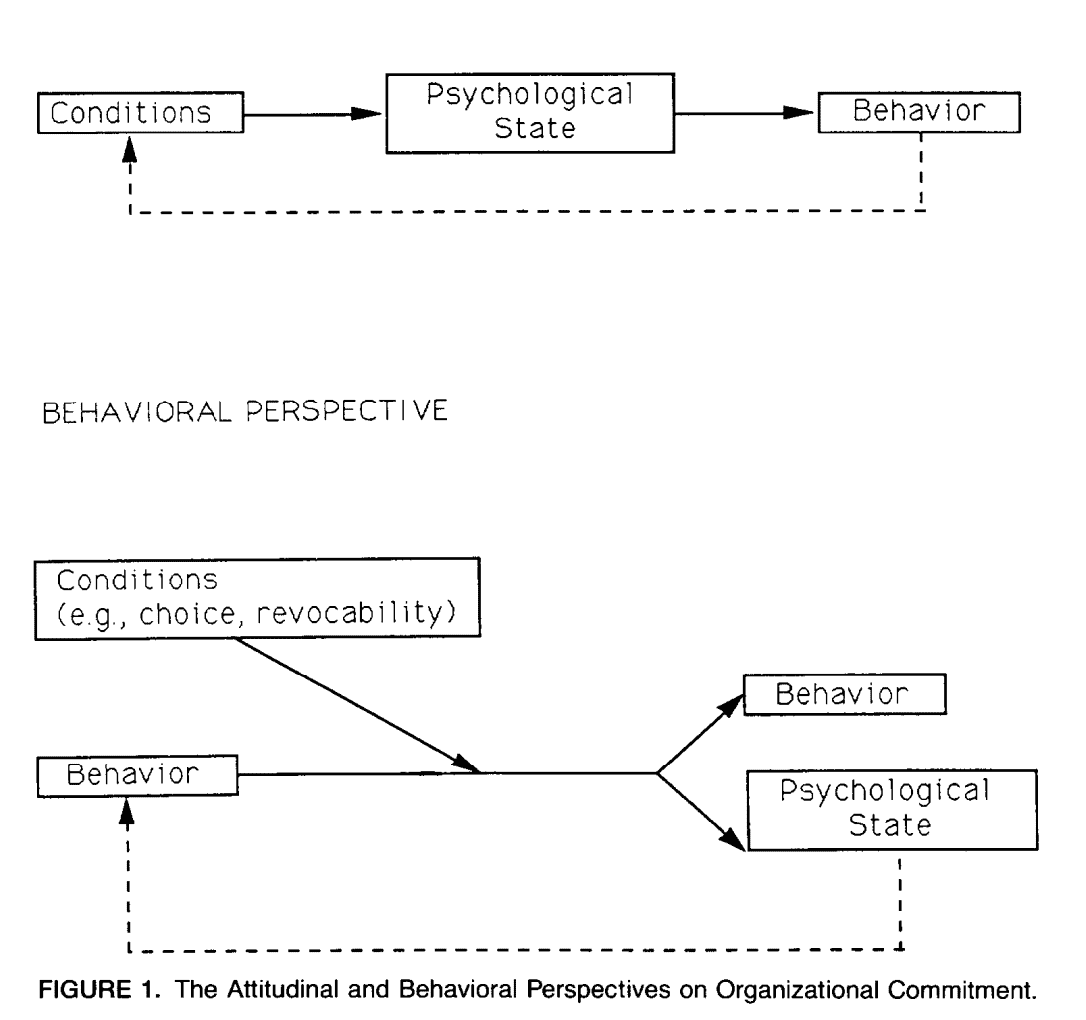 Conditions
Psychological
State
Behavior
BEHAVIORAL PERSPECTIVE
Conditions
(e.g., choice, revocability)
Behavior
Behavior
Psychological
State
FIGURE 1. The Attitudinal and Behavioral Perspectives on Organizational Commitment.